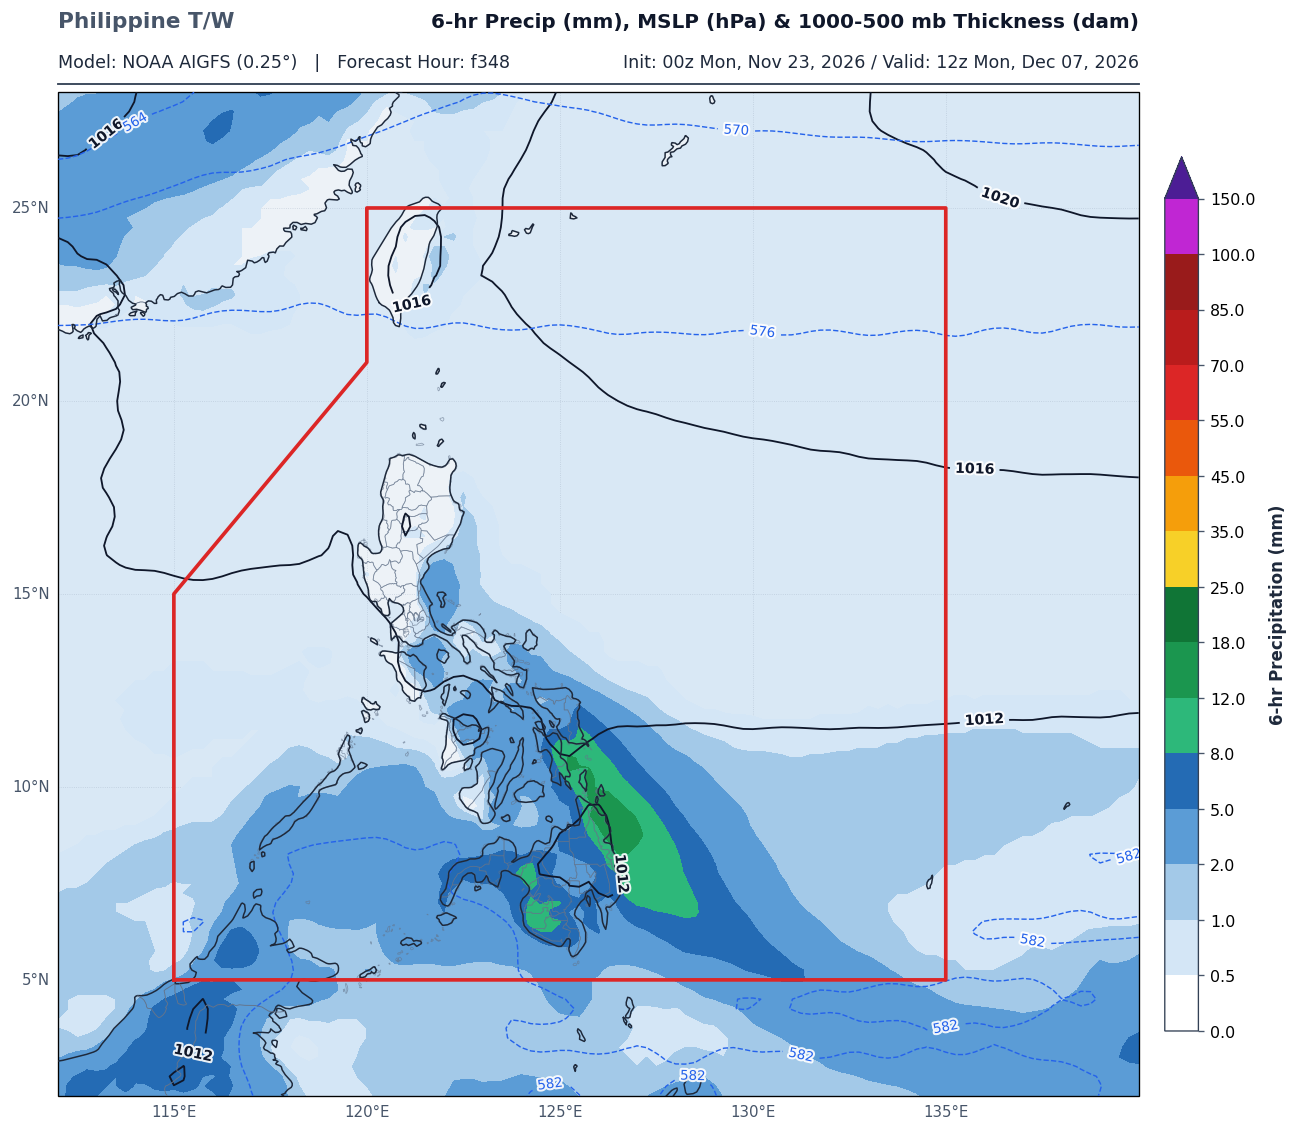 Philippine T/W
6-hr Precip (mm), MSLP (hPa) & 1000-500 mb Thickness (dam)
Model: NOAA AIGFS (0.25°) | Forecast Hour: f348
Init: 00z Mon, Nov 23, 2026 / Valid: 12z Mon, Dec 07, 2026
1016
564
570
1020
25°N
1016
576
20°N
1016
15°N
1012
10°N
1012
582
582
5°N
582
1012
582
582
582
115°E
120°E
125°E
130°E
135°E
150.0
100.0
85.0
70.0
55.0
45.0
35.0
25.0
18.0
12.0
8.0
5.0
2.0
1.0
0.5
0.0
6-hr Precipitation (mm)